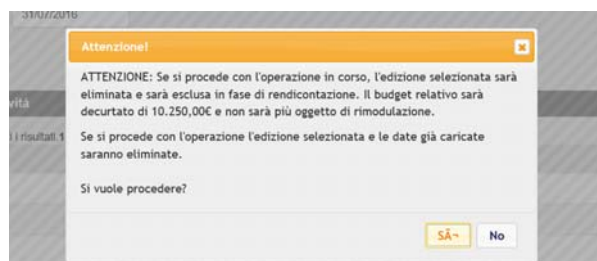 31/07/2016
Attenzione!
ATTENZIONE: Se si procede con l'operazione in corso, l'edizione selezionata sarà
eliminata e sarà esclusa in fase di rendicontazione. Il budget relativo sarà
decurtato di 10.250,00€ e non sarà più oggetto di rimodulazione.
vità
i risultati 1
Se si procede con l'operazione l'edizione selezionata e le date già caricate
saranno eliminate.
Si vuole procedere?
SÃ¬ No